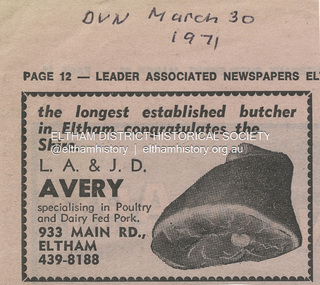 DVN March 30
1971
PAGE 12 — LEADER ASSOCIATED NEWSPAPERS
the longest established butcher
in Eltham congratulates the
ELTHAM DISTRICT HISTORICAL SOCIETY
@elthamhistory | elthamhistory.org.au
L. A. & J. D.
AVERY
specialising in Poultry
and Dairy Fed Pork.
933 MAIN RD.,
ELTHAM
439-8188